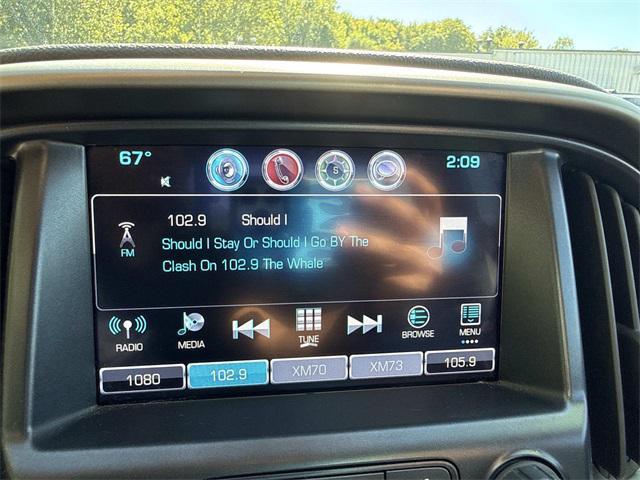 67° 2:09
S
102.9 Should I
FM
Should I Stay Or Should I Go BY The
Clash On 102.9 The Whale
RADIO MEDIA TUNE BROWSE MENU
1080 102.9 XM70 XM73 105.9